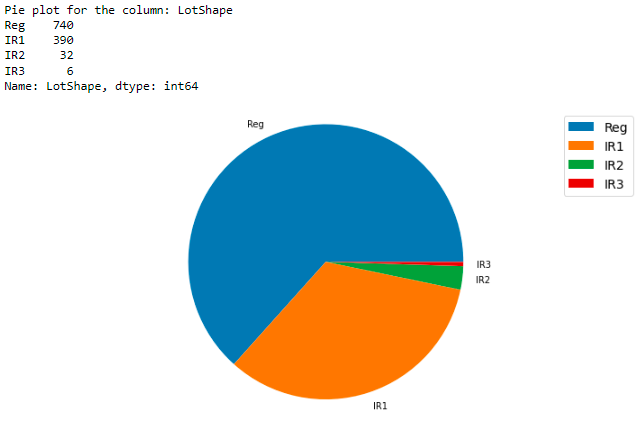 Pie plot for the column: LotShape
Reg    740
IR1    390
IR2     32
IR3      6
Name: LotShape, dtype: int64
Reg
Reg
IR1
IR2
IR3
IR3
IR2
IR1